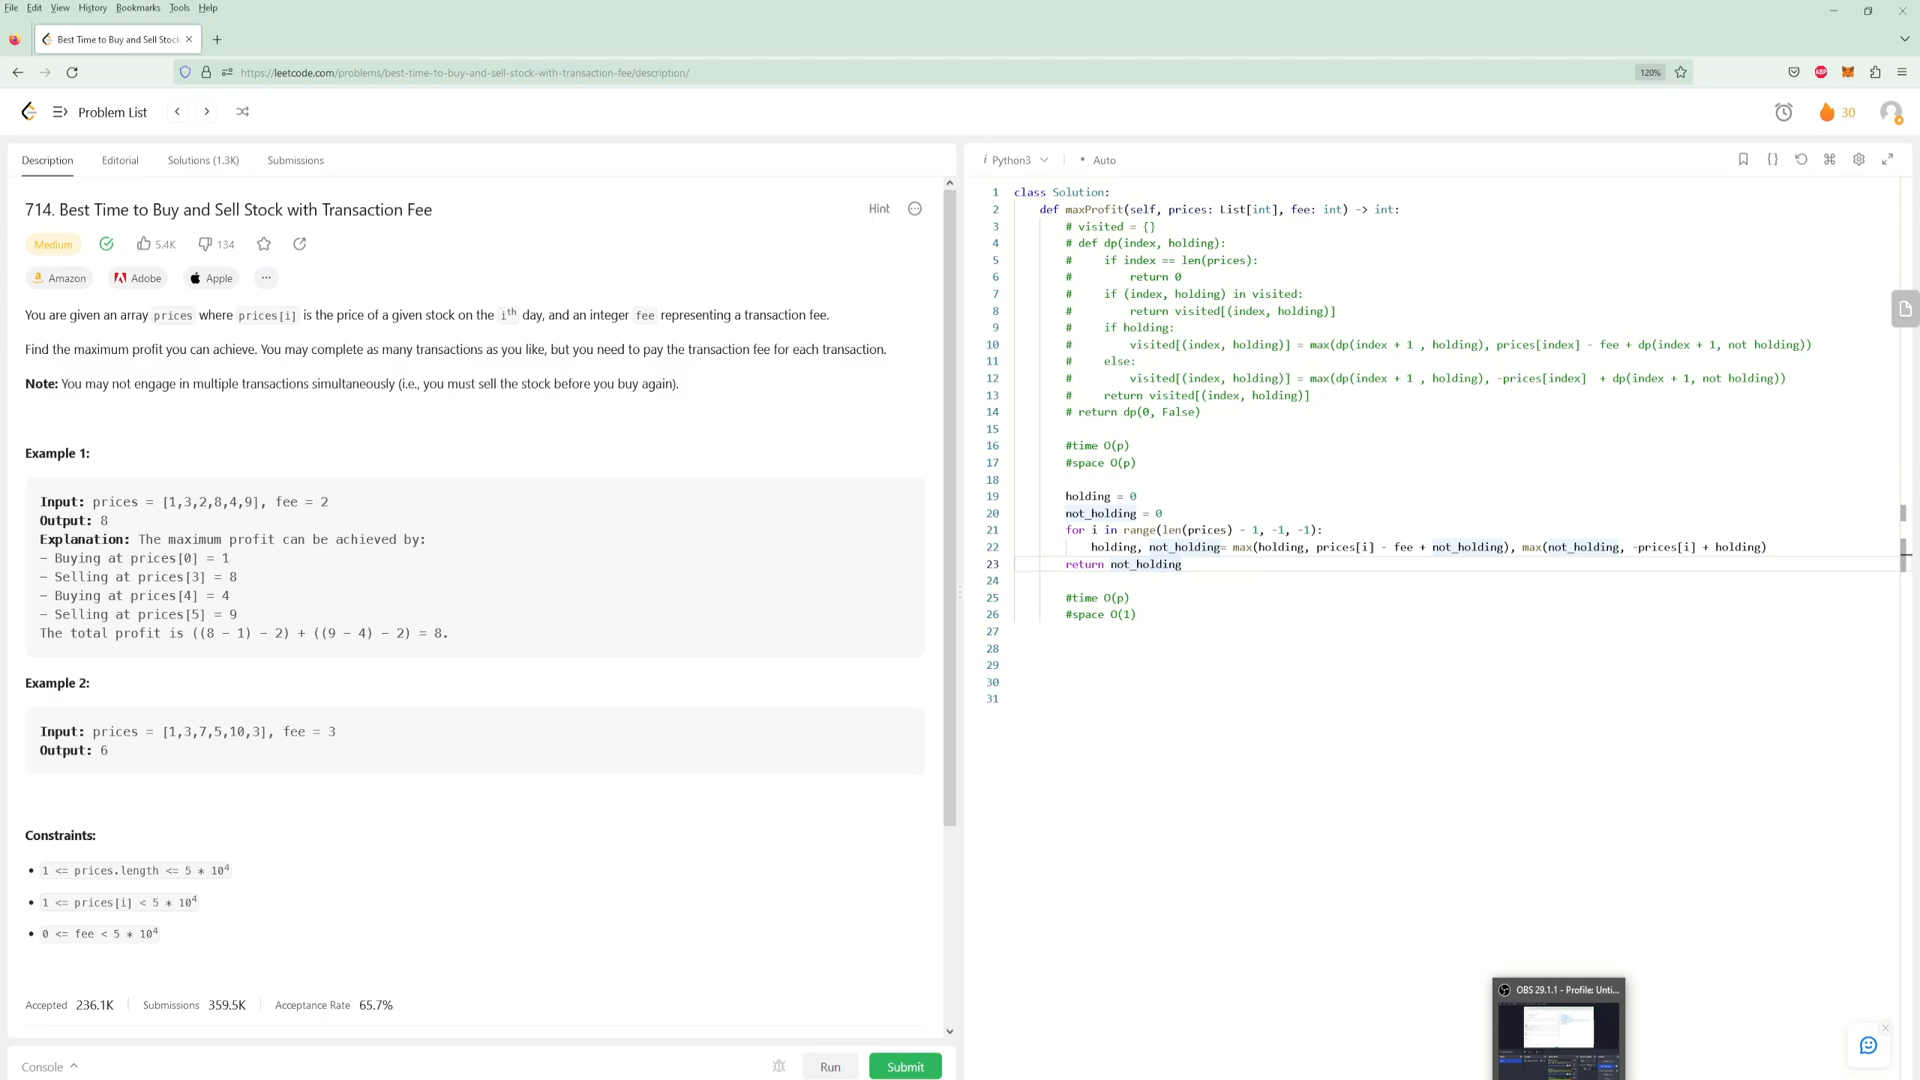 File Edit View History Bookmarks Tools Help
Best Time to Buy and Sell Stock
https://leetcode.com/problems/best-time-to-buy-and-sell-stock-with-transaction-fee/description/
120%
ABP
Problem List
30
Description Editorial Solutions (1.3K) Submissions
714. Best Time to Buy and Sell Stock with Transaction Fee
Hint
Medium 5.4K 134
Amazon Adobe Apple
You are given an array prices where prices[i] is the price of a given stock on the ith day, and an integer fee representing a transaction fee.
Find the maximum profit you can achieve. You may complete as many transactions as you like, but you need to pay the transaction fee for each transaction.
Note: You may not engage in multiple transactions simultaneously (i.e., you must sell the stock before you buy again).
Example 1:
Input: prices = [1,3,2,8,4,9], fee = 2
Output: 8
Explanation: The maximum profit can be achieved by:
- Buying at prices[0] = 1
- Selling at prices[3] = 8
- Buying at prices[4] = 4
- Selling at prices[5] = 9
The total profit is ((8 - 1) - 2) + ((9 - 4) - 2) = 8.
Example 2:
Input: prices = [1,3,7,5,10,3], fee = 3
Output: 6
Constraints:
• 1 <= prices.length <= 5 * 10^4
• 1 <= prices[i] < 5 * 10^4
• 0 <= fee < 5 * 10^4
Accepted 236.1K Submissions 359.5K Acceptance Rate 65.7%
Console Run Submit
i Python3 • Auto
1 class Solution:
2 def maxProfit(self, prices: List[int], fee: int) -> int:
3 # visited = {}
4 # def dp(index, holding):
5 # if index == len(prices):
6 # return 0
7 # if (index, holding) in visited:
8 # return visited[(index, holding)]
9 # if holding:
10 # visited[(index, holding)] = max(dp(index + 1 , holding), prices[index] - fee + dp(index + 1, not holding))
11 # else:
12 # visited[(index, holding)] = max(dp(index + 1 , holding), -prices[index]  + dp(index + 1, not holding))
13 # return visited[(index, holding)]
14 # return dp(0, False)
15
16 #time O(p)
17 #space O(p)
18
19 holding = 0
20 not_holding = 0
21 for i in range(len(prices) - 1, -1, -1):
22 holding, not_holding= max(holding, prices[i] - fee + not_holding), max(not_holding, -prices[i] + holding)
23 return not_holding
24
25 #time O(p)
26 #space O(1)
27
28
29
30
31
OBS 29.1.1 - Profile: Unti...